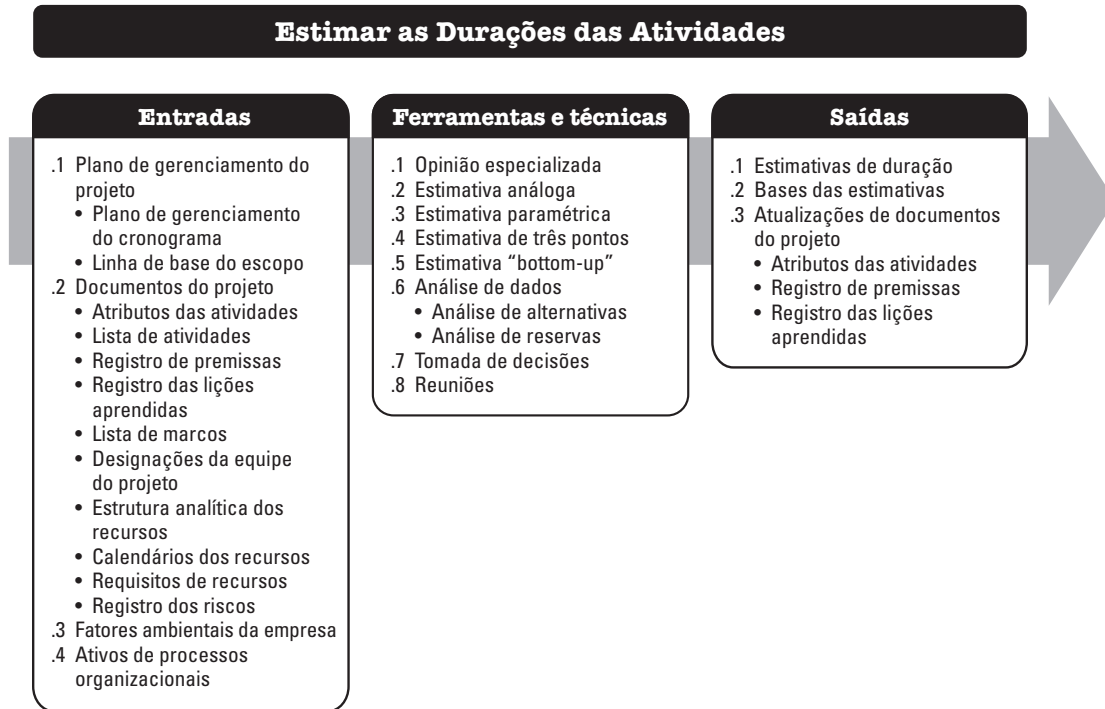 Estimar as Durações das Atividades
Entradas
.1 Plano de gerenciamento do
projeto
• Plano de gerenciamento
do cronograma
• Linha de base do escopo
.2 Documentos do projeto
• Atributos das atividades
• Lista de atividades
• Registro de premissas
• Registro das lições
aprendidas
• Lista de marcos
• Designações da equipe
do projeto
• Estrutura analítica dos
recursos
• Calendários dos recursos
• Requisitos de recursos
• Registro dos riscos
.3 Fatores ambientais da empresa
.4 Ativos de processos
organizacionais
Ferramentas e técnicas
.1 Opinião especializada
.2 Estimativa análoga
.3 Estimativa paramétrica
.4 Estimativa de três pontos
.5 Estimativa “bottom-up”
.6 Análise de dados
• Análise de alternativas
• Análise de reservas
.7 Tomada de decisões
.8 Reuniões
Saídas
.1 Estimativas de duração
.2 Bases das estimativas
.3 Atualizações de documentos
do projeto
• Atributos das atividades
• Registro de premissas
• Registro das lições
aprendidas